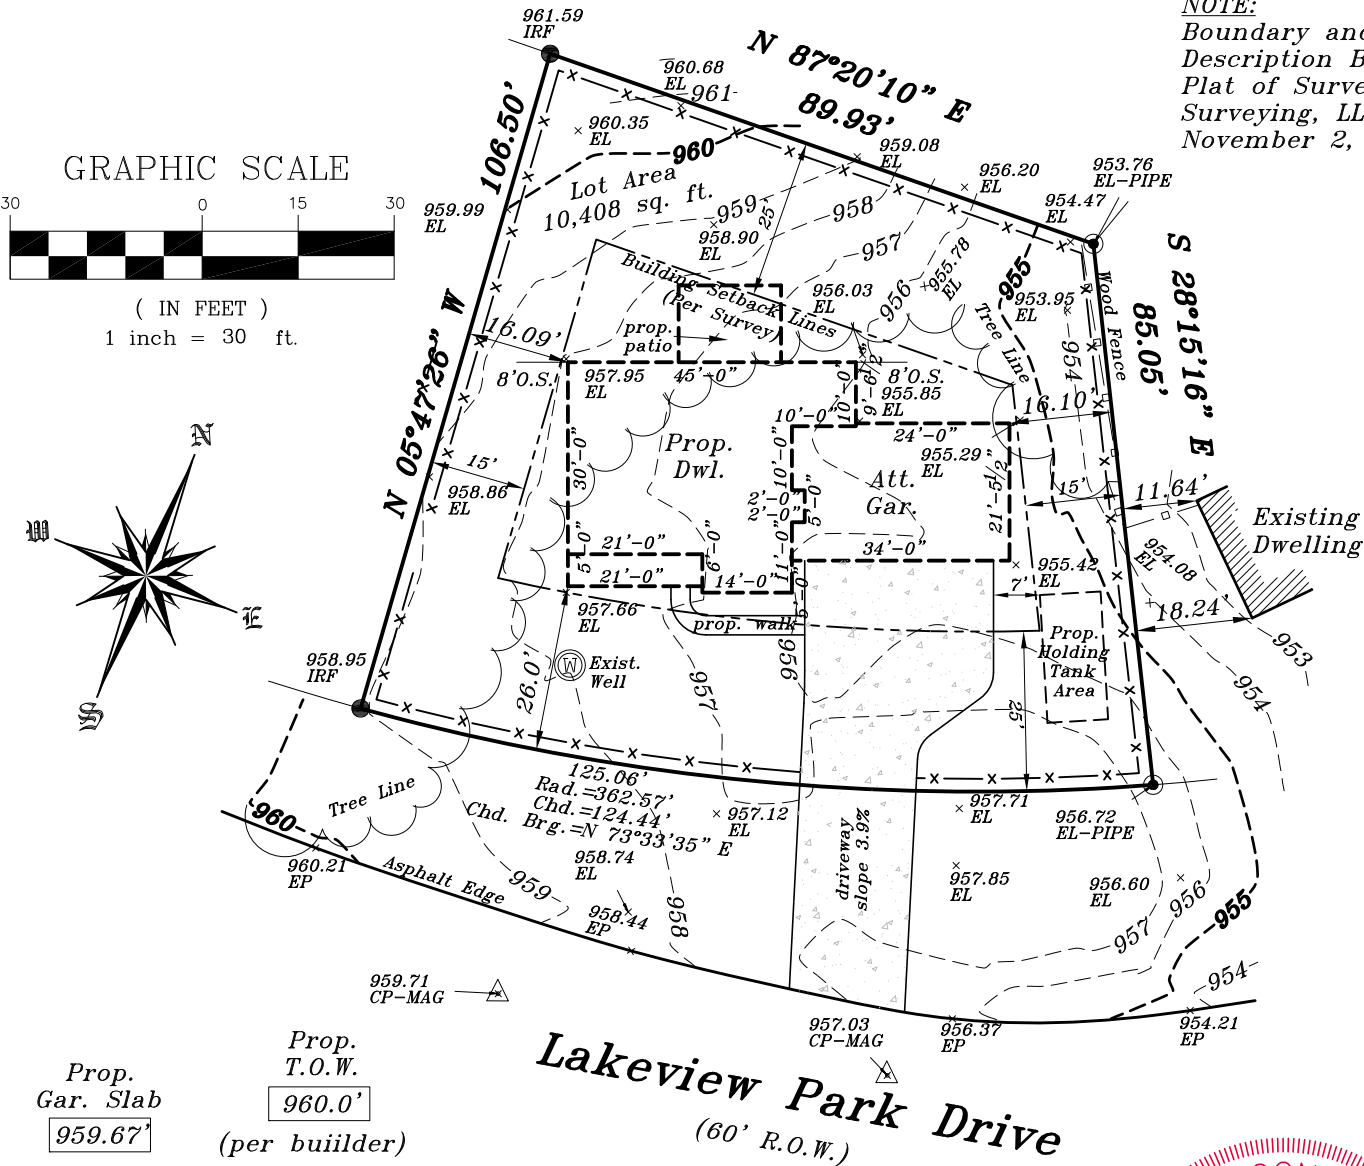 961.59
IRF
NOTE:
Boundary and
Description B
Plat of Surve
Surveying, LL
November 2,
N 87°20'10" E
89.93'
960.68
EL
961
960.35
EL
960
106.50'
GRAPHIC SCALE
30 0 15 30
( IN FEET )
1 inch = 30 ft.
959.99
EL
Lot Area
10,408 sq. ft.
959
958.90
EL
25'
958
957
959.08
EL
956.20
EL
954.47
EL
953.76
EL-PIPE
955.78
EL
956
956.03
EL
955
953.95
EL
954
Wood Fence
S 28°15'16" E
85.05'
Tree Line
Building Setback Lines
(Per Survey)
prop.
patio
16.09'
8'O.S.
957.95
EL
45'-0"
10'-0"
9'-6 1/2"
8'O.S.
955.85
EL
16.10'
N 05°47'26" W
15'
958.86
EL
30'-0"
Prop.
Dwl.
10'-0"
10'-0"
24'-0"
955.29
EL
Att.
Gar.
21'-5 1/2"
2'-0"
2'-0"
5'-0"
11'-0"
34'-0"
15'
11.64'
Existing
Dwelling
954.08
EL
18.24'
953
954
N
W
E
S
21'-0"
5'-0"
21'-0"
6'-0"
14'-0"
5'-0"
955.42
EL
7'
957.66
EL
prop. walk
956
Prop.
Holding
Tank
Area
25'
958.95
IRF
W
Exist.
Well
26.0'
957
125.06'
Rad.=362.57'
Chd.=124.44'
Chd. Brg.=N 73°33'35" E
Tree Line
960
960.21
EP
Asphalt Edge
959
958.74
EL
958.44
EP
958
957.12
EL
driveway
slope 3.9%
957.71
EL
956.72
EL-PIPE
957.85
EL
956.60
EL
957
956
955
954
959.71
CP-MAG
957.03
CP-MAG
956.37
EP
954.21
EP
Lakeview Park Drive
(60' R.O.W.)
Prop.
Gar. Slab
959.67'
Prop.
T.O.W.
960.0'
(per buiilder)